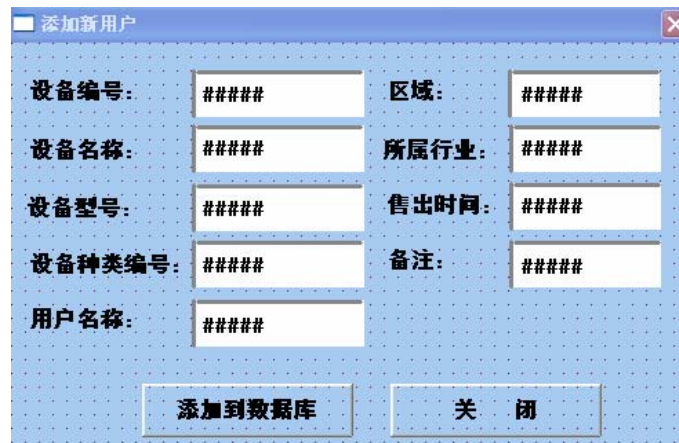 添加新用户
设备编号： ##### 区域： #####
设备名称： ##### 所属行业： #####
设备型号： ##### 售出时间： #####
设备种类编号： ##### 备注： #####
用户名称： #####
添加到数据库 关 闭